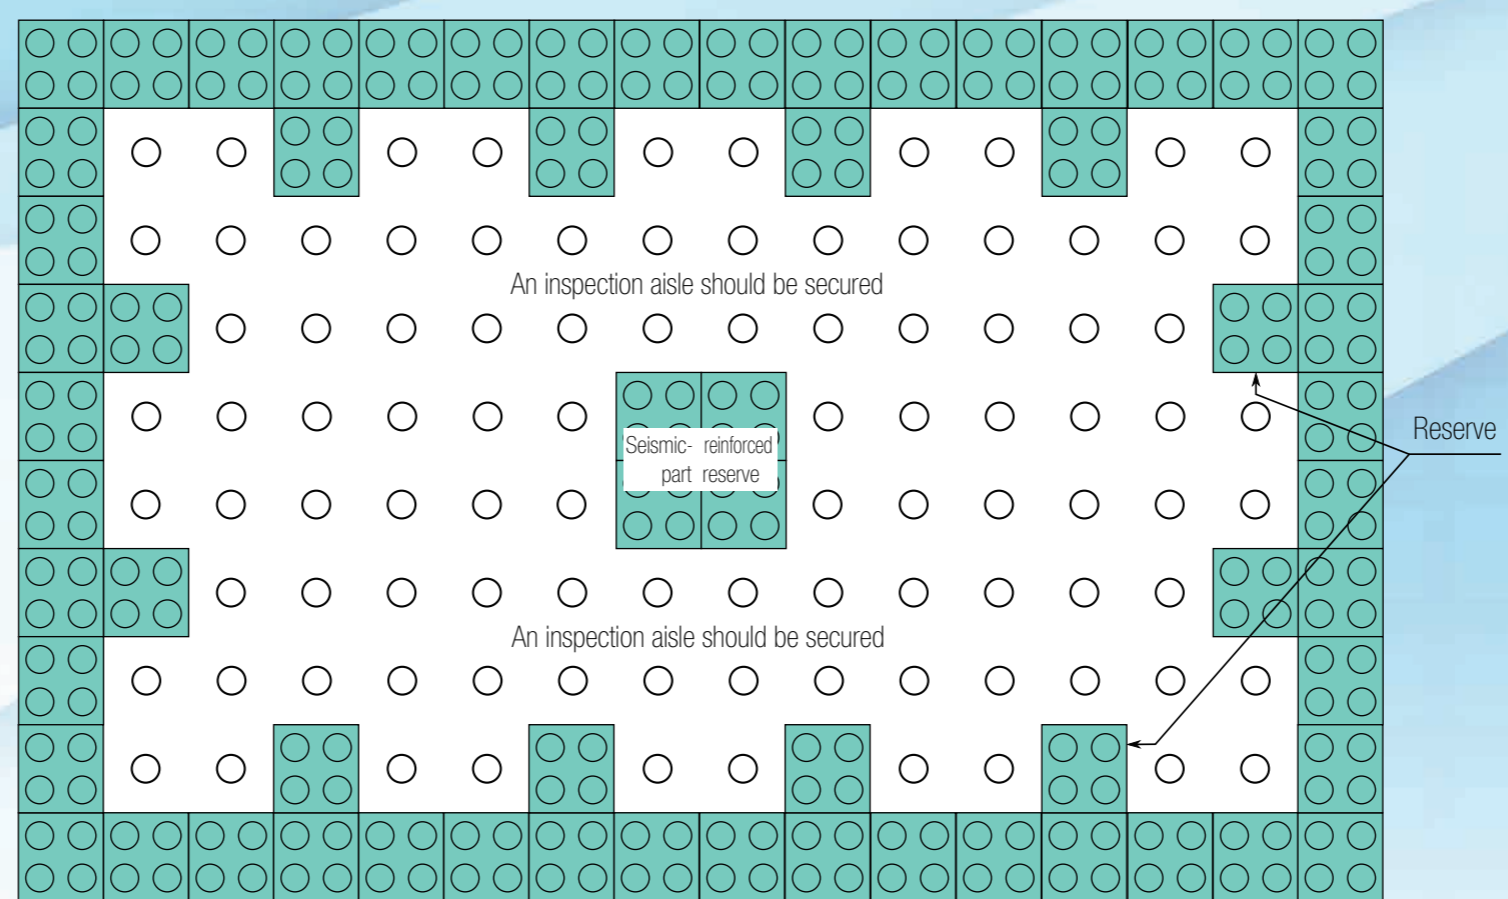 An inspection aisle should be secured
Reserve
Seismic- reinforced
part reserve
An inspection aisle should be secured